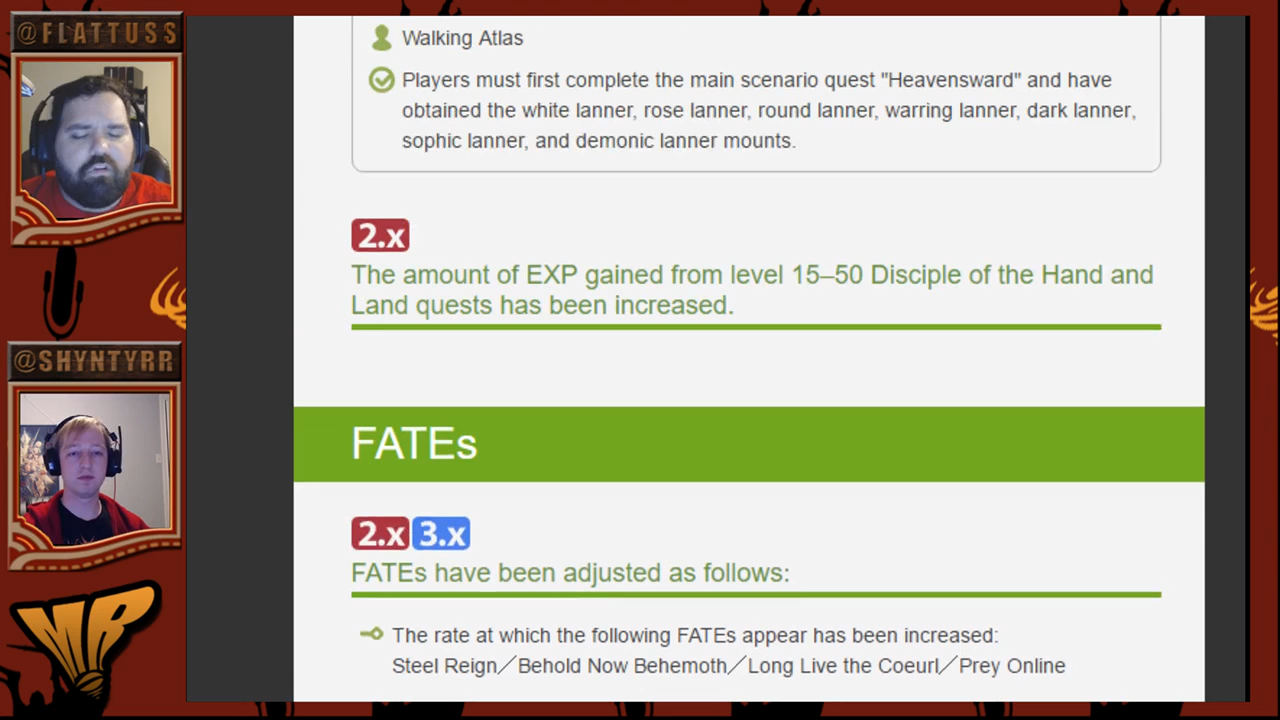 @FLATTUSS
Walking Atlas
Players must first complete the main scenario quest "Heavensward" and have
obtained the white lanner, rose lanner, round lanner, warring lanner, dark lanner,
sophic lanner, and demonic lanner mounts.
2.x
The amount of EXP gained from level 15–50 Disciple of the Hand and
Land quests has been increased.
@SHYNTYRR
FATEs
2.x 3.x
FATEs have been adjusted as follows:
The rate at which the following FATEs appear has been increased:
Steel Reign／Behold Now Behemoth／Long Live the Coeurl／Prey Online
MR